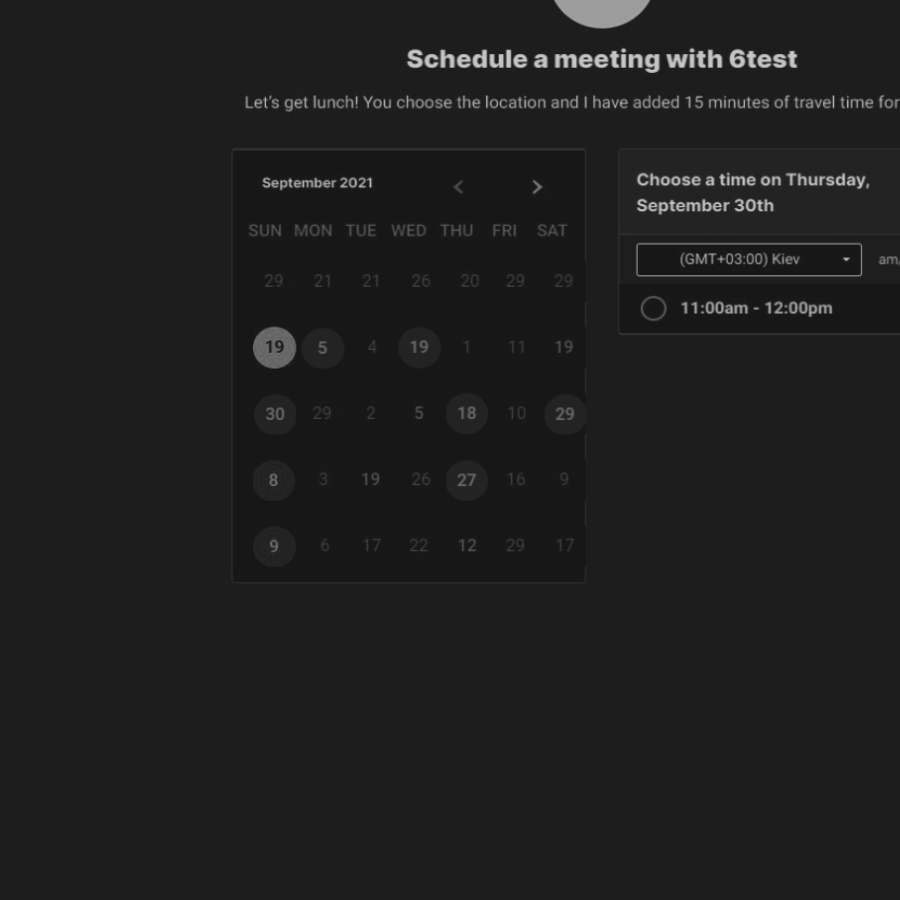 Schedule a meeting with 6test
Let's get lunch! You choose the location and I have added 15 minutes of travel time for
September 2021
SUN MON TUE WED THU FRI SAT
29 21 21 26 20 29 29
19 5 4 19 1 11 19
30 29 2 5 18 10 29
8 3 19 26 27 16 9
9 6 17 22 12 29 17
Choose a time on Thursday,
September 30th
(GMT+03:00) Kiev
am/
11:00am - 12:00pm